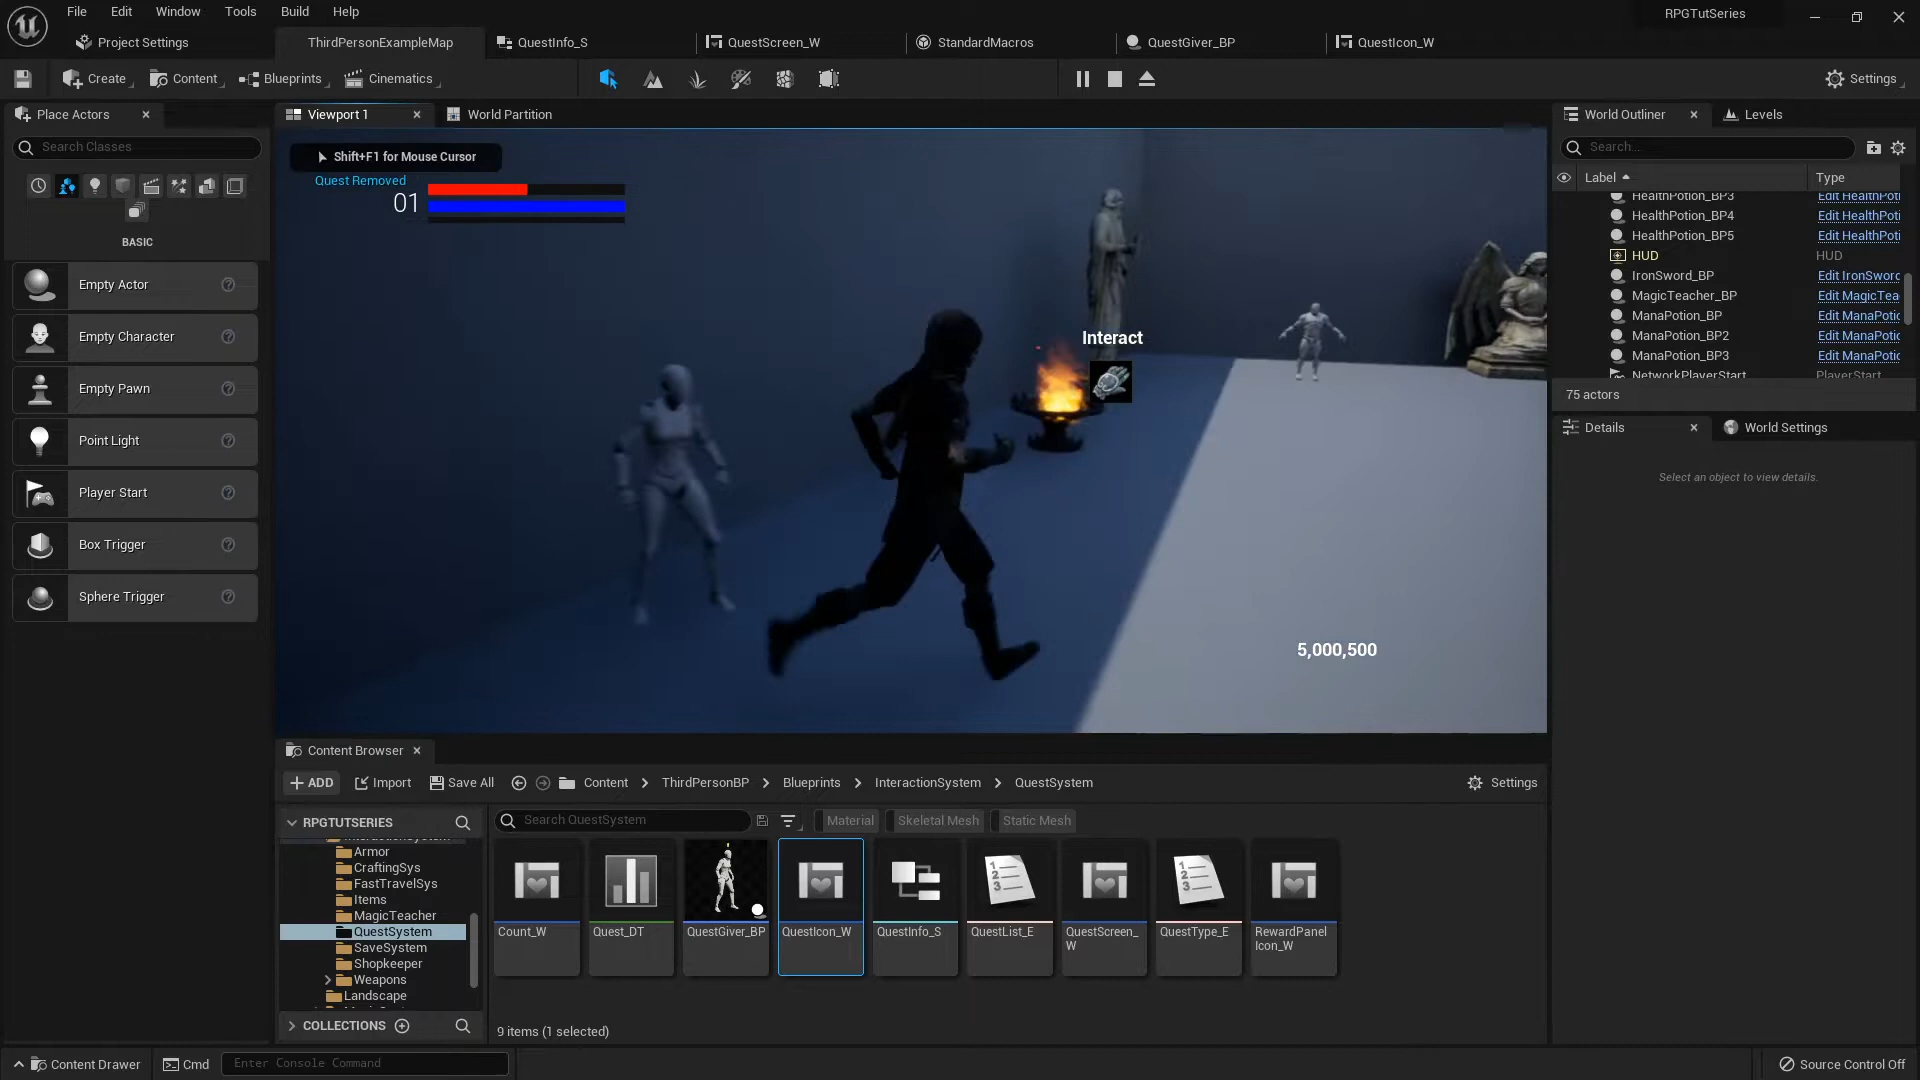 File Edit Window Tools Build Help
RPGTutSeries
Project Settings
ThirdPersonExampleMap
QuestInfo_S
QuestScreen_W
StandardMacros
QuestGiver_BP
QuestIcon_W
Create
Content
Blueprints
Cinematics
Settings
Place Actors
Viewport 1
World Partition
World Outliner
Levels
Search Classes
Shift+F1 for Mouse Cursor
Search...
Quest Removed
Label
Type
01
HealthPotion_BP3
Edit HealthPoti
HealthPotion_BP4
Edit HealthPoti
HealthPotion_BP5
Edit HealthPoti
BASIC
HUD
HUD
IronSword_BP
Edit IronSword
MagicTeacher_BP
Edit MagicTea
ManaPotion_BP
Edit ManaPotic
ManaPotion_BP2
Edit ManaPotic
ManaPotion_BP3
Edit ManaPotic
NetworkPlayerStart
PlayerStart
75 actors
Empty Actor
Empty Character
Empty Pawn
Point Light
Player Start
Box Trigger
Sphere Trigger
Interact
Details
World Settings
Select an object to view details.
5,000,500
Content Browser
ADD
Import
Save All
Content
ThirdPersonBP
Blueprints
InteractionSystem
QuestSystem
Settings
RPGTUTSERIES
Search QuestSystem
Material
Skeletal Mesh
Static Mesh
Armor
CraftingSys
FastTravelSys
Items
MagicTeacher
QuestSystem
SaveSystem
Shopkeeper
Weapons
Landscape
Count_W
Quest_DT
QuestGiver_BP
QuestIcon_W
QuestInfo_S
QuestList_E
QuestScreen_
W
QuestType_E
RewardPanel
Icon_W
COLLECTIONS
9 items (1 selected)
Content Drawer
Cmd
Enter Console Command
Source Control Off